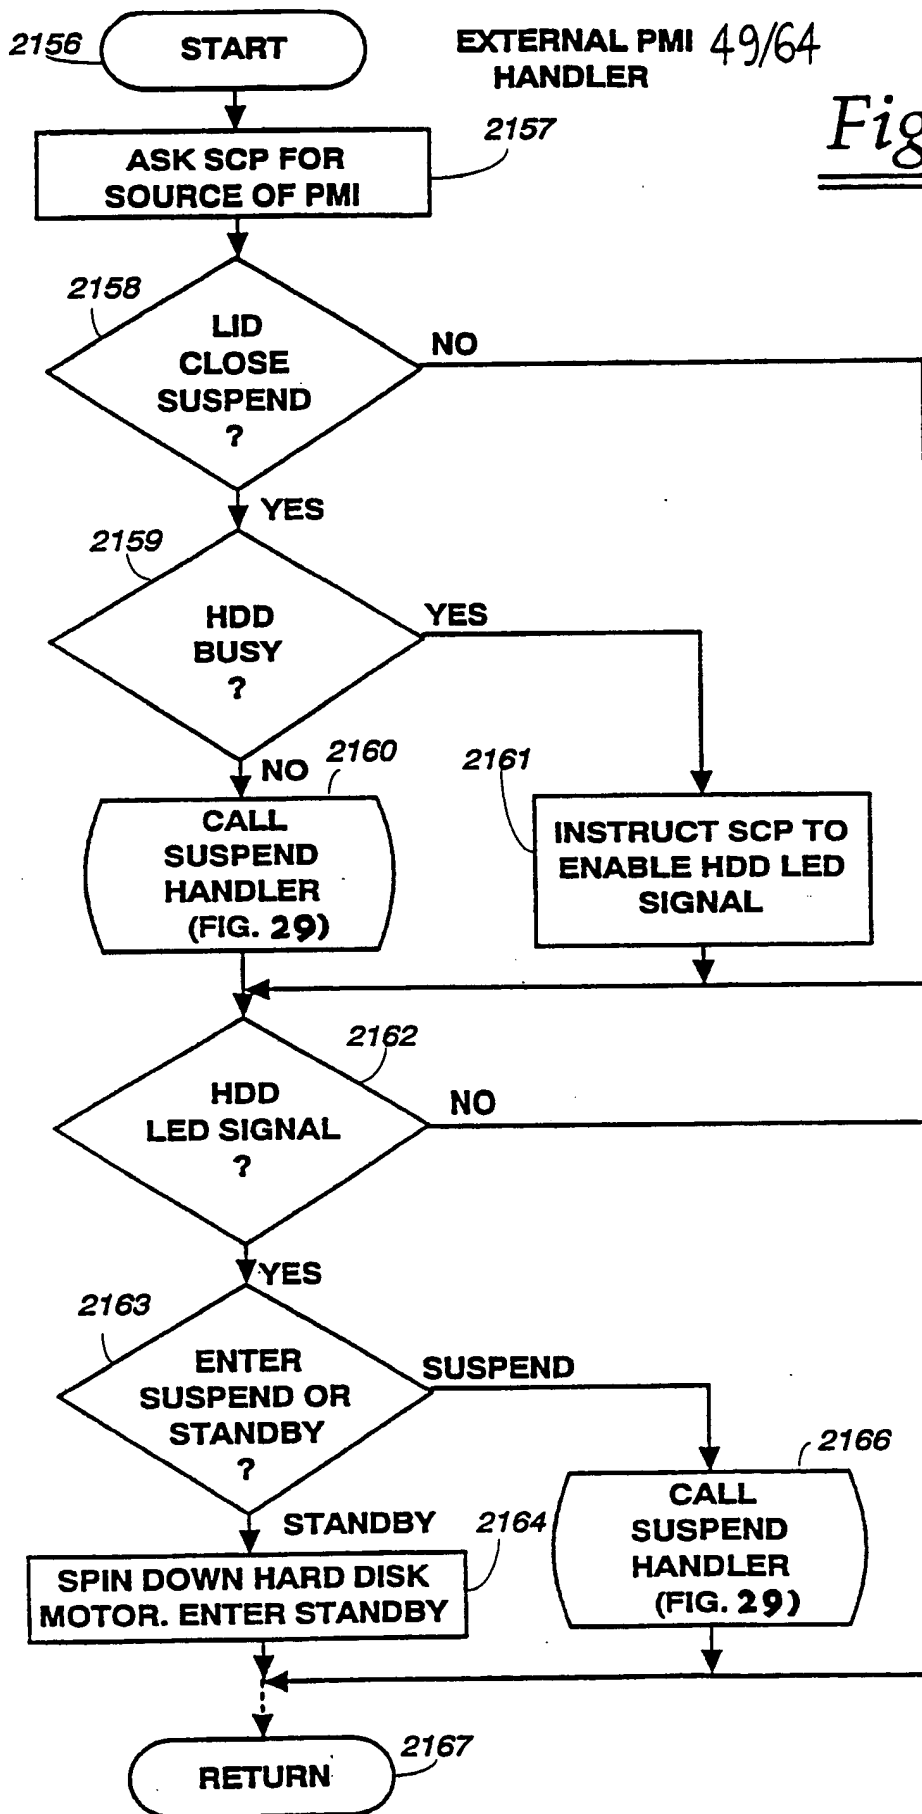 2156
START
EXTERNAL PMI 49/64
HANDLER
Fig
2157
ASK SCP FOR
SOURCE OF PMI
2158
LID
CLOSE
SUSPEND
?
NO
YES
2159
HDD
BUSY
?
YES
NO
2160
CALL
SUSPEND
HANDLER
(FIG. 29)
2161
INSTRUCT SCP TO
ENABLE HDD LED
SIGNAL
2162
HDD
LED SIGNAL
?
NO
YES
2163
ENTER
SUSPEND OR
STANDBY
?
SUSPEND
STANDBY
2164
SPIN DOWN HARD DISK
MOTOR. ENTER STANDBY
2166
CALL
SUSPEND
HANDLER
(FIG. 29)
RETURN
2167